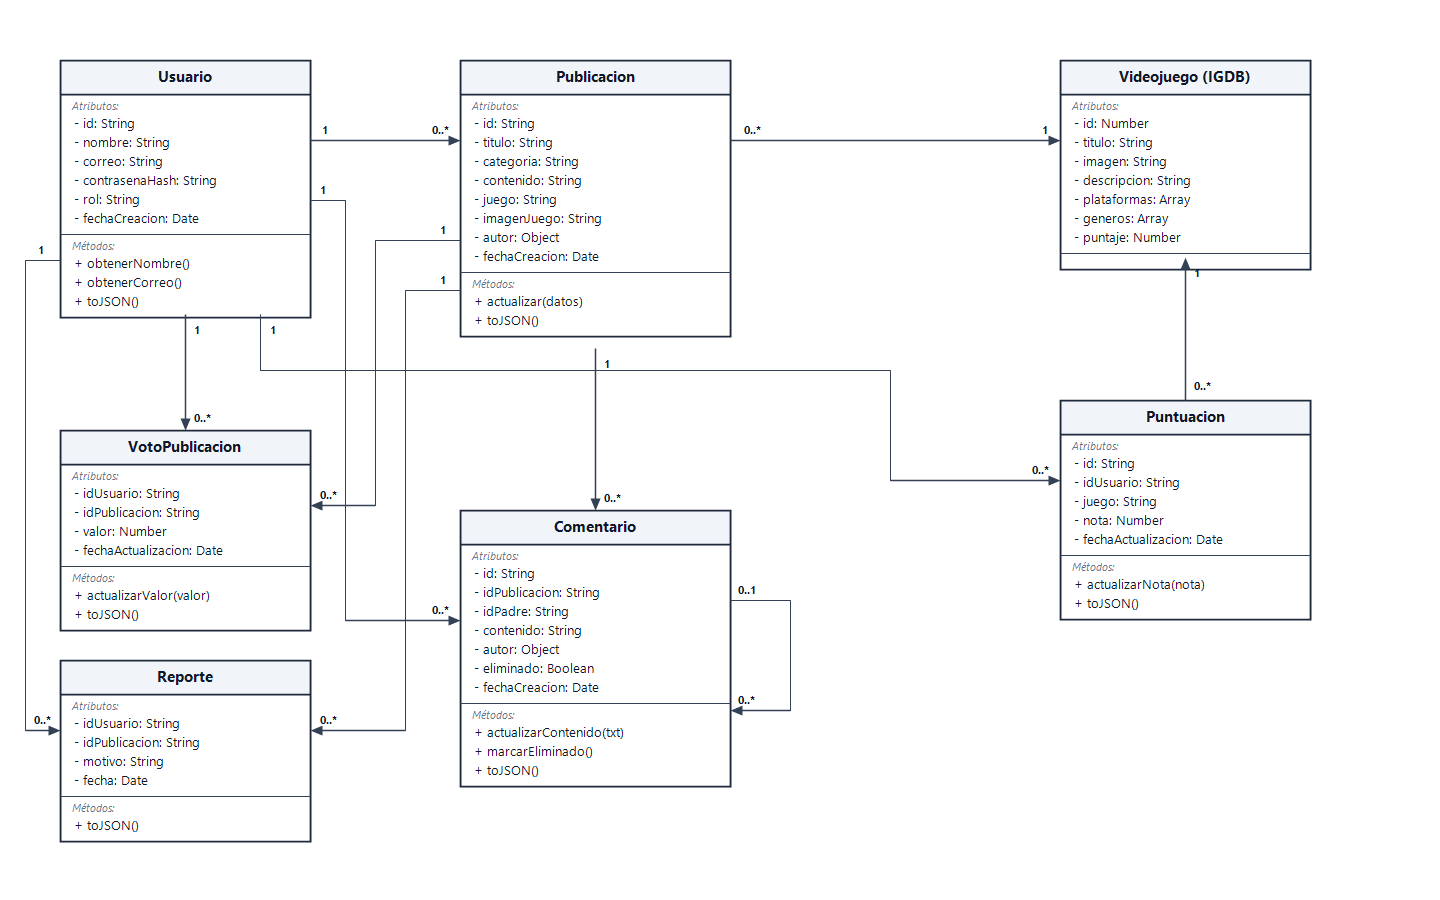 Usuario
Atributos:
- id: String
- nombre: String
- correo: String
- contrasenaHash: String
- rol: String
- fechaCreacion: Date
Métodos:
+ obtenerNombre()
+ obtenerCorreo()
+ toJSON()
Publicacion
Atributos:
- id: String
- titulo: String
- categoria: String
- contenido: String
- juego: String
- imagenJuego: String
- autor: Object
- fechaCreacion: Date
Métodos:
+ actualizar(datos)
+ toJSON()
Videojuego (IGDB)
Atributos:
- id: Number
- titulo: String
- imagen: String
- descripcion: String
- plataformas: Array
- generos: Array
- puntaje: Number
1
0..*
0..*
1
1
1
1
1
1
1
1
1
0..*
0..*
VotoPublicacion
Atributos:
- idUsuario: String
- idPublicacion: String
- valor: Number
- fechaActualizacion: Date
Métodos:
+ actualizarValor(valor)
+ toJSON()
0..*
0..*
0..*
Comentario
Atributos:
- id: String
- idPublicacion: String
- idPadre: String
- contenido: String
- autor: Object
- eliminado: Boolean
- fechaCreacion: Date
Métodos:
+ actualizarContenido(txt)
+ marcarEliminado()
+ toJSON()
0..*
0..1
0..*
Puntuacion
Atributos:
- id: String
- idUsuario: String
- juego: String
- nota: Number
- fechaActualizacion: Date
Métodos:
+ actualizarNota(nota)
+ toJSON()
Reporte
Atributos:
- idUsuario: String
- idPublicacion: String
- motivo: String
- fecha: Date
Métodos:
+ toJSON()
0..*
0..*